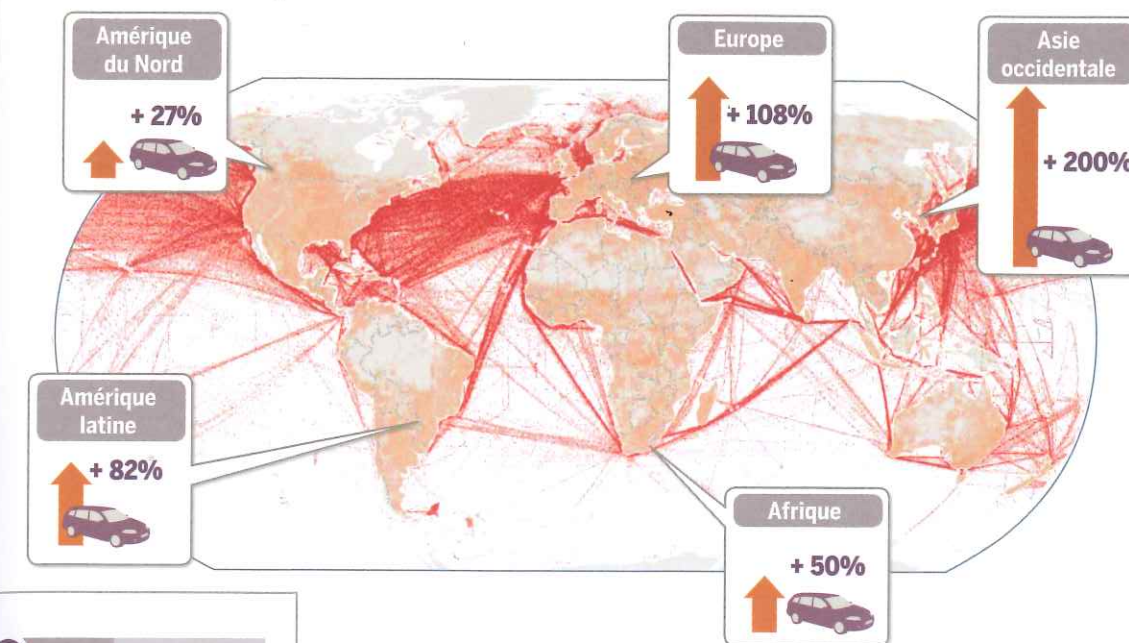 Amérique
du Nord
+ 27%
Europe
+ 108%
Asie
occidentale
+ 200%
Amérique
latine
+ 82%
Afrique
+ 50%